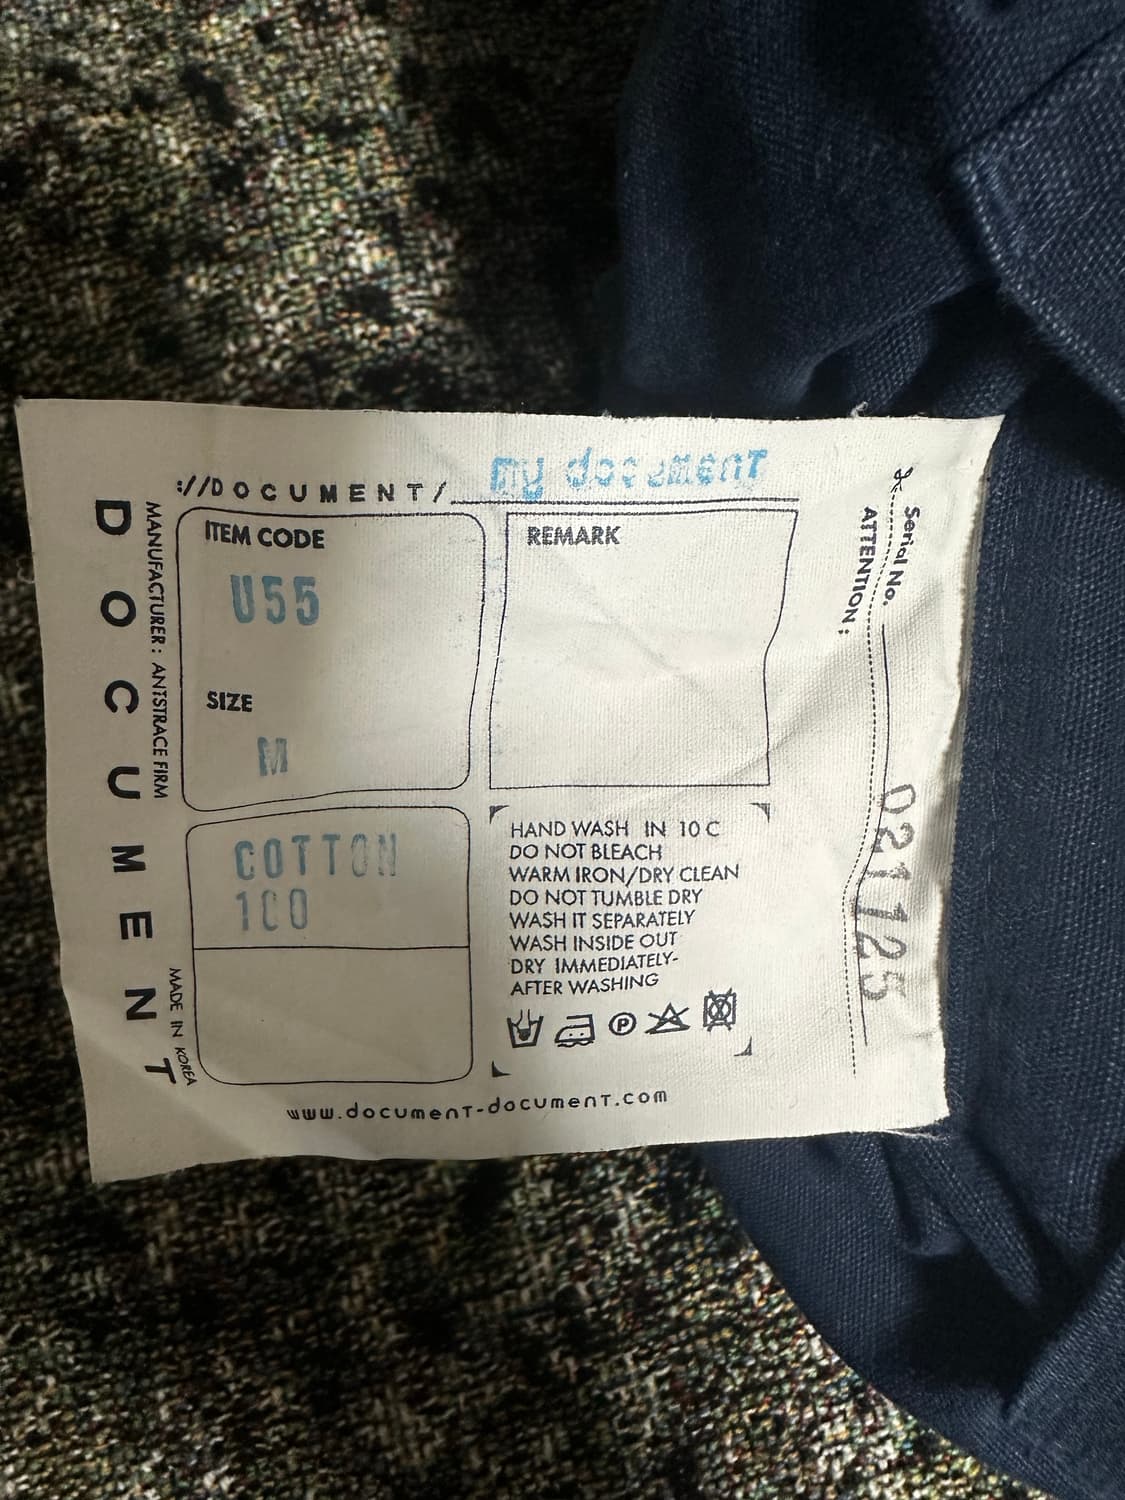 ://DOCUMENT/ my document
ITEM CODE
U55
SIZE
M
COTTON
100
REMARK
HAND WASH IN 10 C
DO NOT BLEACH
WARM IRON/DRY CLEAN
DO NOT TUMBLE DRY
WASH IT SEPARATELY
WASH INSIDE OUT
DRY IMMEDIATELY-
AFTER WASHING
P
www.document-document.com
DOCUMENT
MANUFACTURER : ANTSTRACE FIRM
MADE IN KOREA
Serial No. 021125
ATTENTION ;